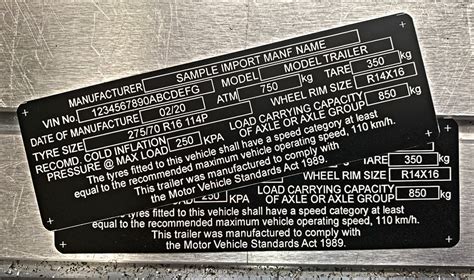 MANUFACTURER SAMPLE IMPORT MANF NAME
VIN No. 1234567890ABCDEFG MODEL MODEL TRAILER
DATE OF MANUFACTURE 02/20 ATM 750 kg TARE 350 kg
TYRE SIZE 275/70 R16 114P WHEEL RIM SIZE R14X16
RECOMD. COLD INFLATION LOAD CARRYING CAPACITY
PRESSURE @ MAX LOAD 250 KPA OF AXLE OR AXLE GROUP 850 kg
The tyres fitted to this vehicle shall have a speed category at least
equal to the recommended maximum vehicle operating speed, 110 km/h.
This trailer was manufactured to comply with
the Motor Vehicle Standards Act 1989.
TARE 350 kg
WHEEL RIM SIZE R14X16
LOAD CARRYING CAPACITY
PA OF AXLE OR AXLE GROUP 850 kg
tyres fitted to this vehicle shall have a speed category at least
equal to the recommended maximum vehicle operating speed, 110 km/h.
This trailer was manufactured to comply with
the Motor Vehicle Standards Act 1989.